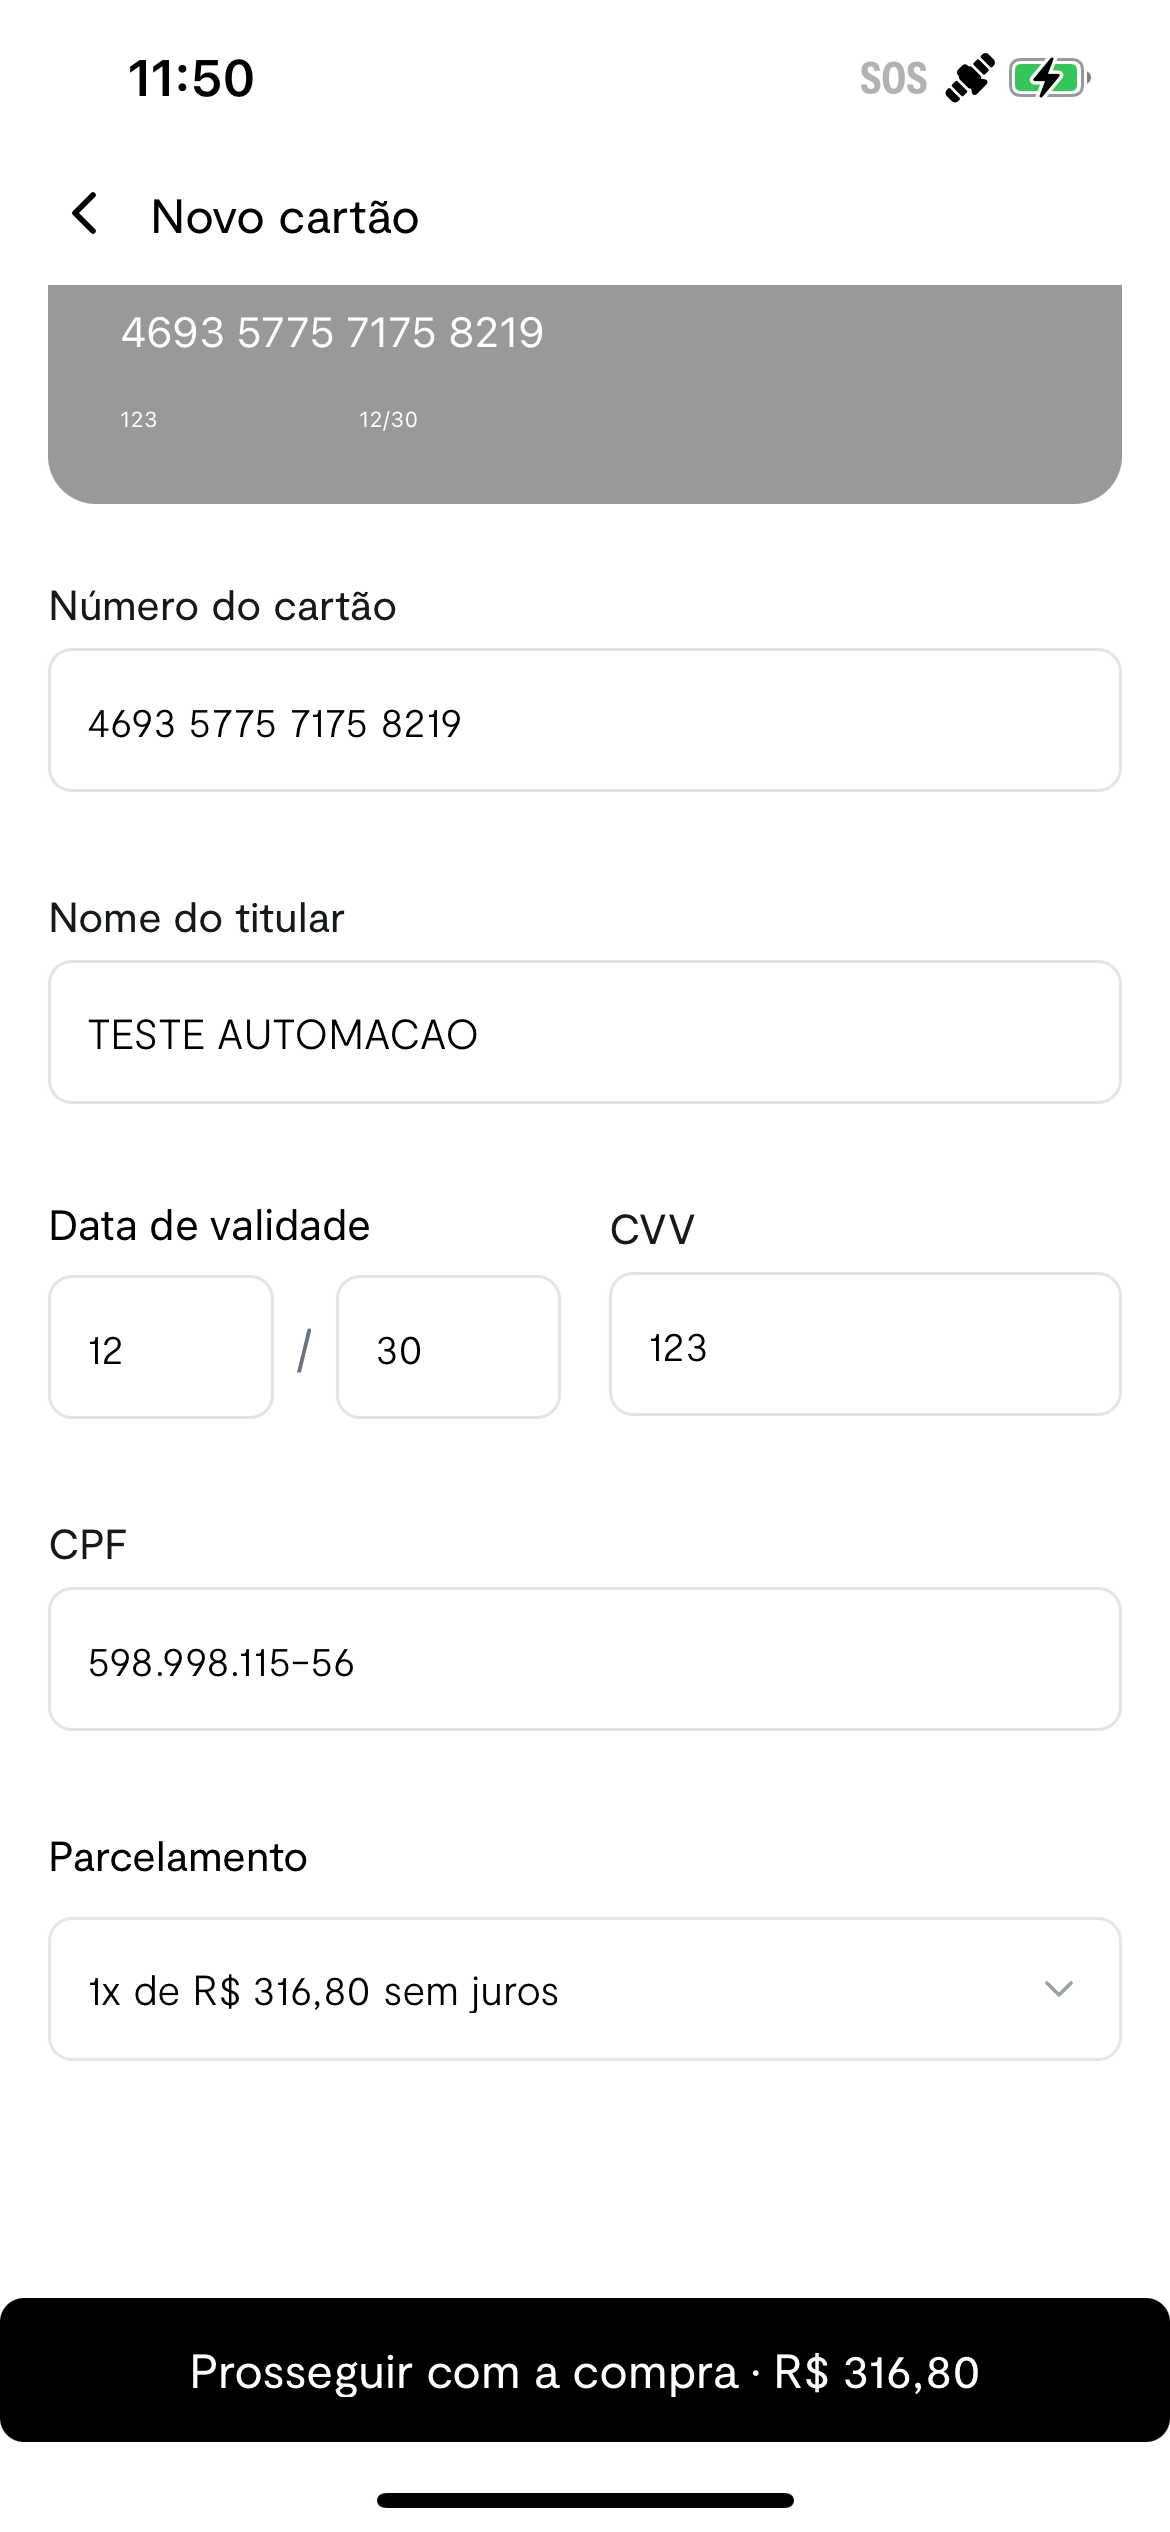 11:50
SOS
Novo cartão
4693 5775 7175 8219
123 12/30
Número do cartão
4693 5775 7175 8219
Nome do titular
TESTE AUTOMACAO
Data de validade
CVV
12 / 30
123
CPF
598.998.115-56
Parcelamento
1x de R$ 316,80 sem juros
Prosseguir com a compra · R$ 316,80